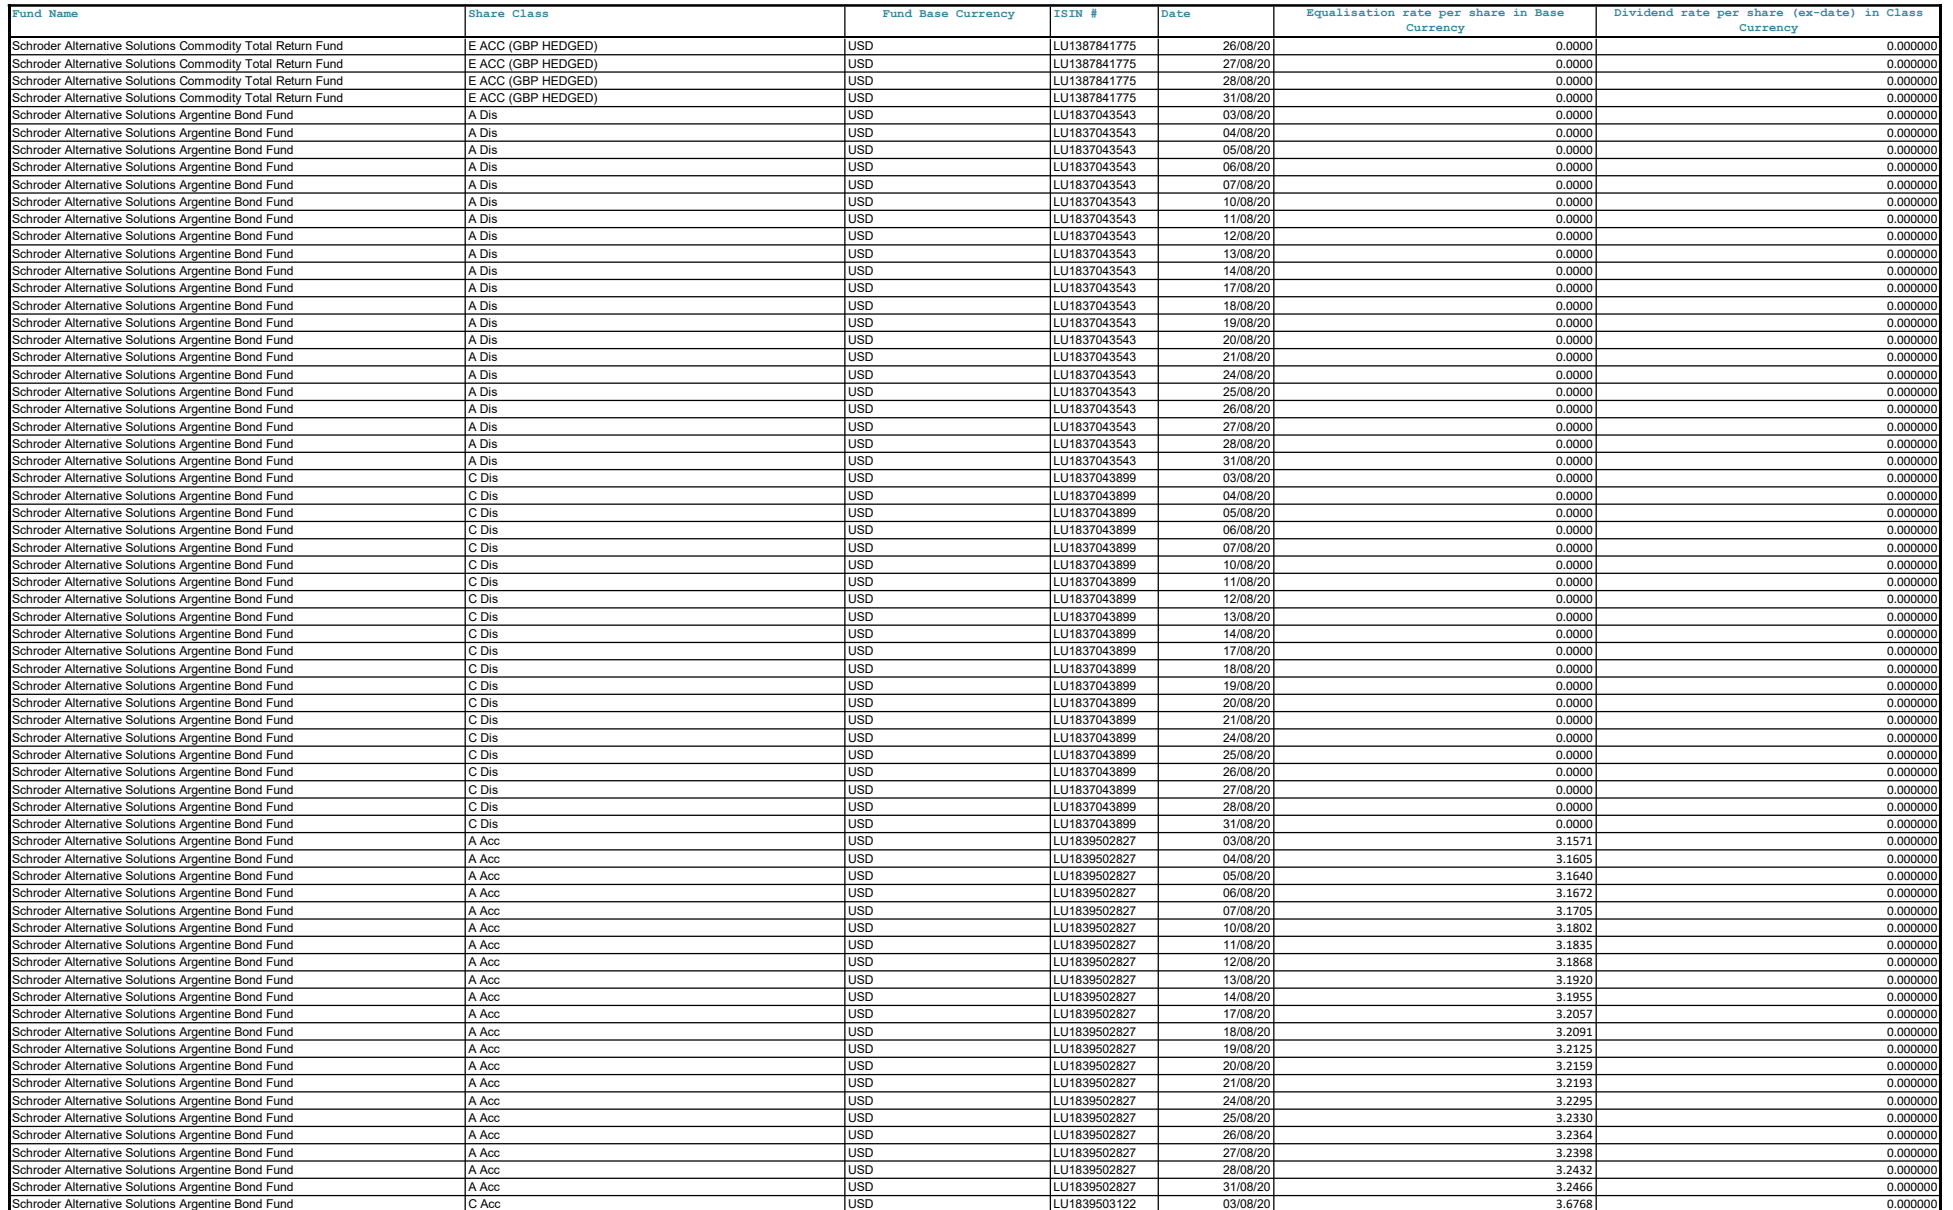 Fund Name Share Class Fund Base Currency ISIN # Date Equalisation rate per share in Base Currency Dividend rate per share (ex-date) in Class Currency
Schroder Alternative Solutions Commodity Total Return Fund E ACC (GBP HEDGED) USD LU1387841775 26/08/20 0.0000 0.000000
Schroder Alternative Solutions Commodity Total Return Fund E ACC (GBP HEDGED) USD LU1387841775 27/08/20 0.0000 0.000000
Schroder Alternative Solutions Commodity Total Return Fund E ACC (GBP HEDGED) USD LU1387841775 28/08/20 0.0000 0.000000
Schroder Alternative Solutions Commodity Total Return Fund E ACC (GBP HEDGED) USD LU1387841775 31/08/20 0.0000 0.000000
Schroder Alternative Solutions Argentine Bond Fund A Dis USD LU1837043543 03/08/20 0.0000 0.000000
Schroder Alternative Solutions Argentine Bond Fund A Dis USD LU1837043543 04/08/20 0.0000 0.000000
Schroder Alternative Solutions Argentine Bond Fund A Dis USD LU1837043543 05/08/20 0.0000 0.000000
Schroder Alternative Solutions Argentine Bond Fund A Dis USD LU1837043543 06/08/20 0.0000 0.000000
Schroder Alternative Solutions Argentine Bond Fund A Dis USD LU1837043543 07/08/20 0.0000 0.000000
Schroder Alternative Solutions Argentine Bond Fund A Dis USD LU1837043543 10/08/20 0.0000 0.000000
Schroder Alternative Solutions Argentine Bond Fund A Dis USD LU1837043543 11/08/20 0.0000 0.000000
Schroder Alternative Solutions Argentine Bond Fund A Dis USD LU1837043543 12/08/20 0.0000 0.000000
Schroder Alternative Solutions Argentine Bond Fund A Dis USD LU1837043543 13/08/20 0.0000 0.000000
Schroder Alternative Solutions Argentine Bond Fund A Dis USD LU1837043543 14/08/20 0.0000 0.000000
Schroder Alternative Solutions Argentine Bond Fund A Dis USD LU1837043543 17/08/20 0.0000 0.000000
Schroder Alternative Solutions Argentine Bond Fund A Dis USD LU1837043543 18/08/20 0.0000 0.000000
Schroder Alternative Solutions Argentine Bond Fund A Dis USD LU1837043543 19/08/20 0.0000 0.000000
Schroder Alternative Solutions Argentine Bond Fund A Dis USD LU1837043543 20/08/20 0.0000 0.000000
Schroder Alternative Solutions Argentine Bond Fund A Dis USD LU1837043543 21/08/20 0.0000 0.000000
Schroder Alternative Solutions Argentine Bond Fund A Dis USD LU1837043543 24/08/20 0.0000 0.000000
Schroder Alternative Solutions Argentine Bond Fund A Dis USD LU1837043543 25/08/20 0.0000 0.000000
Schroder Alternative Solutions Argentine Bond Fund A Dis USD LU1837043543 26/08/20 0.0000 0.000000
Schroder Alternative Solutions Argentine Bond Fund A Dis USD LU1837043543 27/08/20 0.0000 0.000000
Schroder Alternative Solutions Argentine Bond Fund A Dis USD LU1837043543 28/08/20 0.0000 0.000000
Schroder Alternative Solutions Argentine Bond Fund A Dis USD LU1837043543 31/08/20 0.0000 0.000000
Schroder Alternative Solutions Argentine Bond Fund C Dis USD LU1837043899 03/08/20 0.0000 0.000000
Schroder Alternative Solutions Argentine Bond Fund C Dis USD LU1837043899 04/08/20 0.0000 0.000000
Schroder Alternative Solutions Argentine Bond Fund C Dis USD LU1837043899 05/08/20 0.0000 0.000000
Schroder Alternative Solutions Argentine Bond Fund C Dis USD LU1837043899 06/08/20 0.0000 0.000000
Schroder Alternative Solutions Argentine Bond Fund C Dis USD LU1837043899 07/08/20 0.0000 0.000000
Schroder Alternative Solutions Argentine Bond Fund C Dis USD LU1837043899 10/08/20 0.0000 0.000000
Schroder Alternative Solutions Argentine Bond Fund C Dis USD LU1837043899 11/08/20 0.0000 0.000000
Schroder Alternative Solutions Argentine Bond Fund C Dis USD LU1837043899 12/08/20 0.0000 0.000000
Schroder Alternative Solutions Argentine Bond Fund C Dis USD LU1837043899 13/08/20 0.0000 0.000000
Schroder Alternative Solutions Argentine Bond Fund C Dis USD LU1837043899 14/08/20 0.0000 0.000000
Schroder Alternative Solutions Argentine Bond Fund C Dis USD LU1837043899 17/08/20 0.0000 0.000000
Schroder Alternative Solutions Argentine Bond Fund C Dis USD LU1837043899 18/08/20 0.0000 0.000000
Schroder Alternative Solutions Argentine Bond Fund C Dis USD LU1837043899 19/08/20 0.0000 0.000000
Schroder Alternative Solutions Argentine Bond Fund C Dis USD LU1837043899 20/08/20 0.0000 0.000000
Schroder Alternative Solutions Argentine Bond Fund C Dis USD LU1837043899 21/08/20 0.0000 0.000000
Schroder Alternative Solutions Argentine Bond Fund C Dis USD LU1837043899 24/08/20 0.0000 0.000000
Schroder Alternative Solutions Argentine Bond Fund C Dis USD LU1837043899 25/08/20 0.0000 0.000000
Schroder Alternative Solutions Argentine Bond Fund C Dis USD LU1837043899 26/08/20 0.0000 0.000000
Schroder Alternative Solutions Argentine Bond Fund C Dis USD LU1837043899 27/08/20 0.0000 0.000000
Schroder Alternative Solutions Argentine Bond Fund C Dis USD LU1837043899 28/08/20 0.0000 0.000000
Schroder Alternative Solutions Argentine Bond Fund C Dis USD LU1837043899 31/08/20 0.0000 0.000000
Schroder Alternative Solutions Argentine Bond Fund A Acc USD LU1839502827 03/08/20 3.1571 0.000000
Schroder Alternative Solutions Argentine Bond Fund A Acc USD LU1839502827 04/08/20 3.1605 0.000000
Schroder Alternative Solutions Argentine Bond Fund A Acc USD LU1839502827 05/08/20 3.1640 0.000000
Schroder Alternative Solutions Argentine Bond Fund A Acc USD LU1839502827 06/08/20 3.1672 0.000000
Schroder Alternative Solutions Argentine Bond Fund A Acc USD LU1839502827 07/08/20 3.1705 0.000000
Schroder Alternative Solutions Argentine Bond Fund A Acc USD LU1839502827 10/08/20 3.1802 0.000000
Schroder Alternative Solutions Argentine Bond Fund A Acc USD LU1839502827 11/08/20 3.1835 0.000000
Schroder Alternative Solutions Argentine Bond Fund A Acc USD LU1839502827 12/08/20 3.1868 0.000000
Schroder Alternative Solutions Argentine Bond Fund A Acc USD LU1839502827 13/08/20 3.1920 0.000000
Schroder Alternative Solutions Argentine Bond Fund A Acc USD LU1839502827 14/08/20 3.1955 0.000000
Schroder Alternative Solutions Argentine Bond Fund A Acc USD LU1839502827 17/08/20 3.2057 0.000000
Schroder Alternative Solutions Argentine Bond Fund A Acc USD LU1839502827 18/08/20 3.2091 0.000000
Schroder Alternative Solutions Argentine Bond Fund A Acc USD LU1839502827 19/08/20 3.2125 0.000000
Schroder Alternative Solutions Argentine Bond Fund A Acc USD LU1839502827 20/08/20 3.2159 0.000000
Schroder Alternative Solutions Argentine Bond Fund A Acc USD LU1839502827 21/08/20 3.2193 0.000000
Schroder Alternative Solutions Argentine Bond Fund A Acc USD LU1839502827 24/08/20 3.2295 0.000000
Schroder Alternative Solutions Argentine Bond Fund A Acc USD LU1839502827 25/08/20 3.2330 0.000000
Schroder Alternative Solutions Argentine Bond Fund A Acc USD LU1839502827 26/08/20 3.2364 0.000000
Schroder Alternative Solutions Argentine Bond Fund A Acc USD LU1839502827 27/08/20 3.2398 0.000000
Schroder Alternative Solutions Argentine Bond Fund A Acc USD LU1839502827 28/08/20 3.2432 0.000000
Schroder Alternative Solutions Argentine Bond Fund A Acc USD LU1839502827 31/08/20 3.2466 0.000000
Schroder Alternative Solutions Argentine Bond Fund C Acc USD LU1839503122 03/08/20 3.6768 0.000000